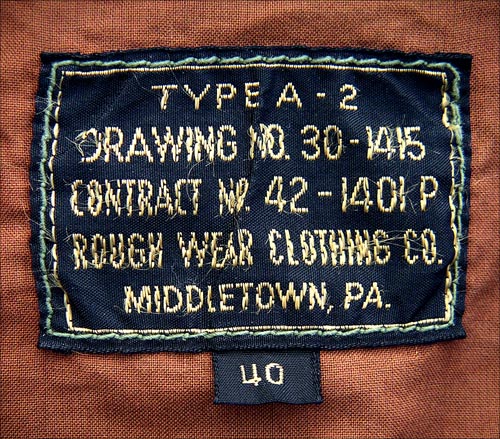 TYPE A - 2
DRAWING NO. 30 - 1415
CONTRACT NO. 42 - 1401 P
ROUGH WEAR CLOTHING CO.
MIDDLETOWN, PA.
40